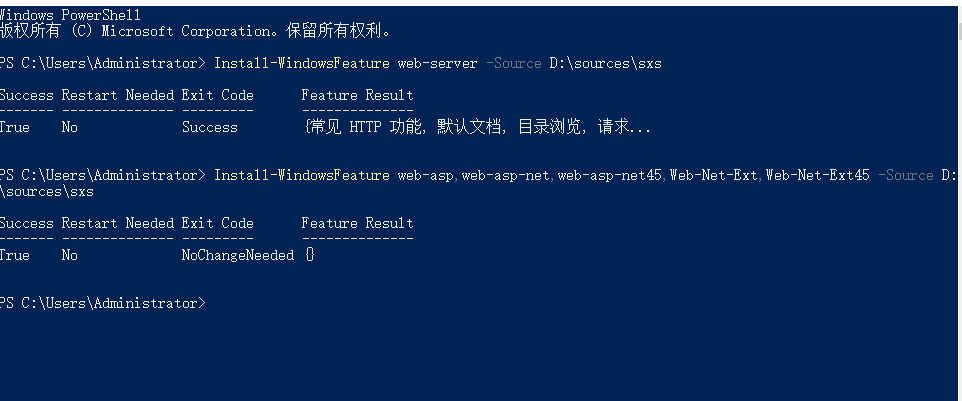 Windows PowerShell
版权所有 (C) Microsoft Corporation。保留所有权利。
PS C:\Users\Administrator> Install-WindowsFeature web-server -Source D:\sources\sxs
Success Restart Needed Exit Code      Feature Result
------- -------------- ---------      --------------
True    No             Success        {常见 HTTP 功能, 默认文档, 目录浏览, 请求...
PS C:\Users\Administrator> Install-WindowsFeature web-asp,web-asp-net,web-asp-net45,Web-Net-Ext,Web-Net-Ext45 -Source D:
\sources\sxs
Success Restart Needed Exit Code      Feature Result
------- -------------- ---------      --------------
True    No             NoChangeNeeded {}
PS C:\Users\Administrator>